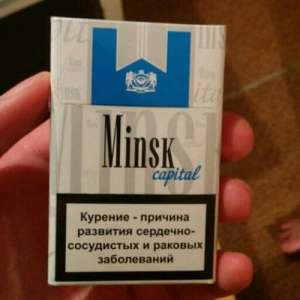 Minsk
capital
Курение - причина
развития сердечно-
сосудистых и раковых
заболеваний